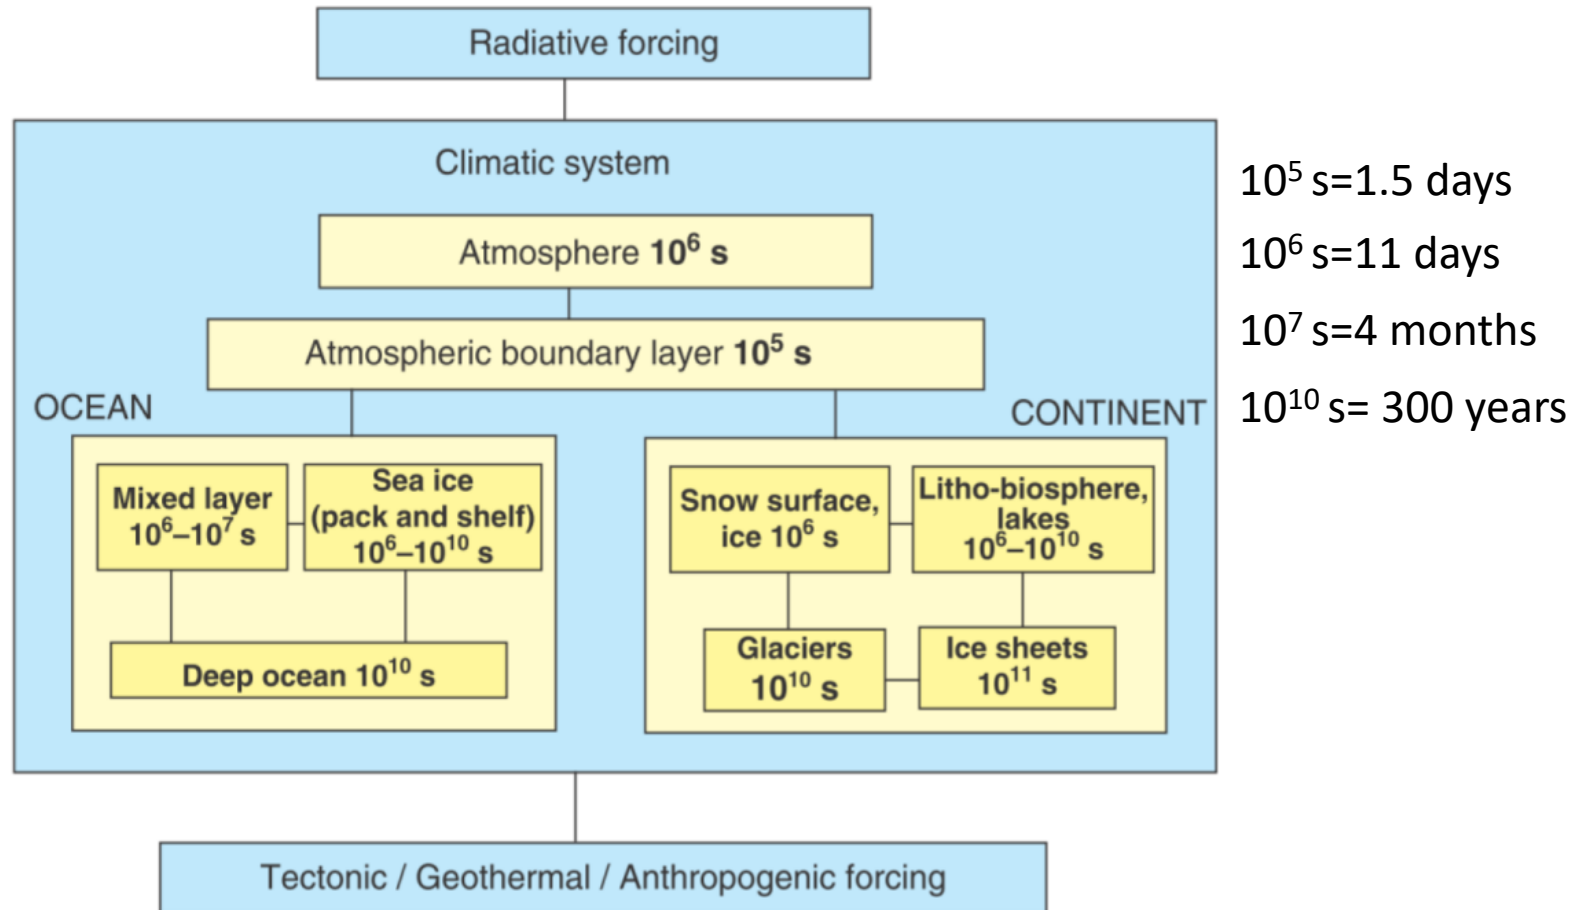 Radiative forcing
Climatic system
Atmosphere 10⁶ s
Atmospheric boundary layer 10⁵ s
OCEAN
Mixed layer
10⁶–10⁷ s
Sea ice
(pack and shelf)
10⁶–10¹⁰ s
Deep ocean 10¹⁰ s
CONTINENT
Snow surface,
ice 10⁶ s
Litho-biosphere,
lakes
10⁶–10¹⁰ s
Glaciers
10¹⁰ s
Ice sheets
10¹¹ s
Tectonic / Geothermal / Anthropogenic forcing
10⁵ s=1.5 days
10⁶ s=11 days
10⁷ s=4 months
10¹⁰ s= 300 years